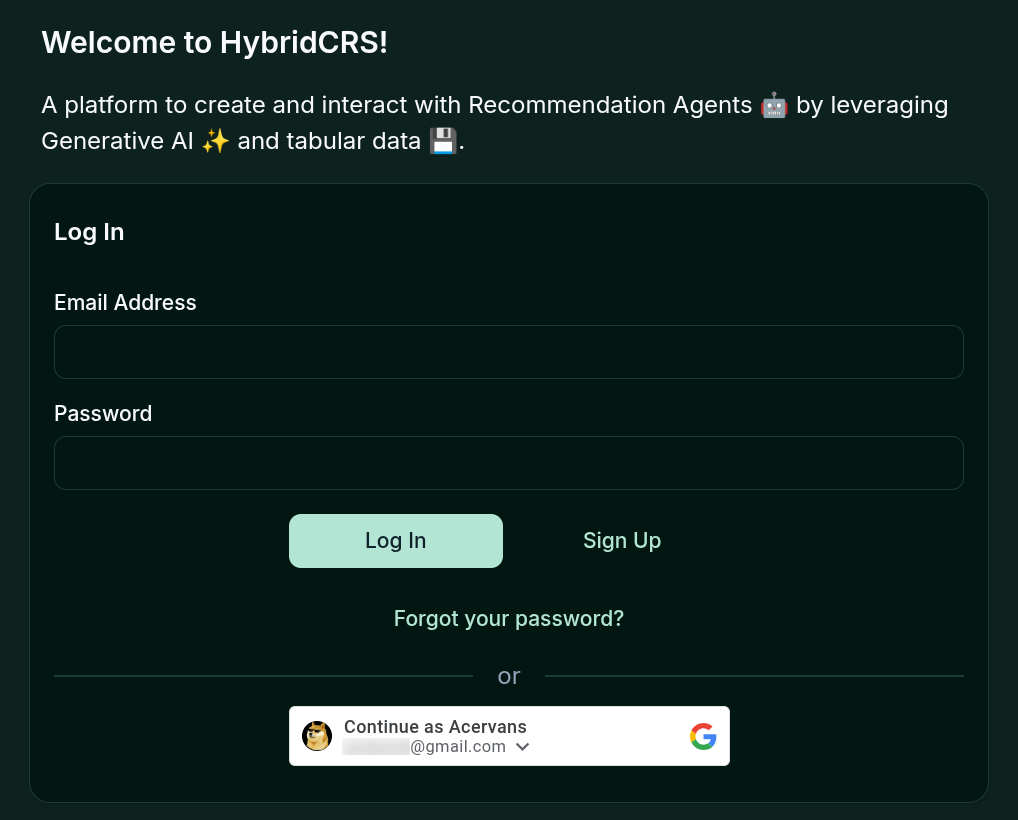 Welcome to HybridCRS!
A platform to create and interact with Recommendation Agents 🤖 by leveraging
Generative AI ✨ and tabular data 💾.
Log In
Email Address
Password
Log In
Sign Up
Forgot your password?
or
Continue as Acervans
@gmail.com